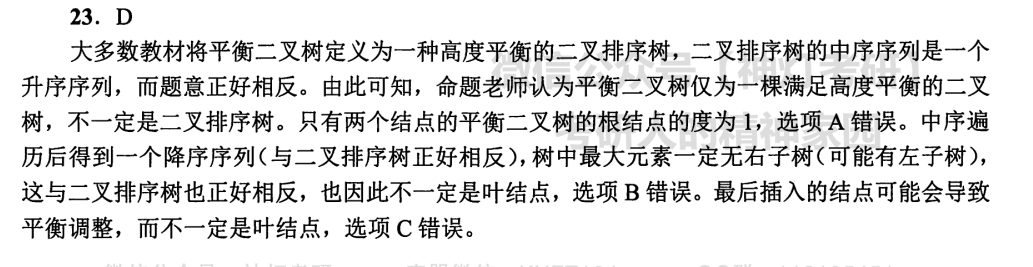 23. D
大多数教材将平衡二叉树定义为一种高度平衡的二叉排序树，二叉排序树的中序序列是一个
升序序列，而题意正好相反。由此可知，命题老师认为平衡二叉树仅为一棵满足高度平衡的二叉
树，不一定是二叉排序树。只有两个结点的平衡二叉树的根结点的度为 1，选项 A 错误。中序遍
历后得到一个降序序列（与二叉排序树正好相反），树中最大元素一定无右子树（可能有左子树），
这与二叉排序树也正好相反，也因此不一定是叶结点，选项 B 错误。最后插入的结点可能会导致
平衡调整，而不一定是叶结点，选项 C 错误。